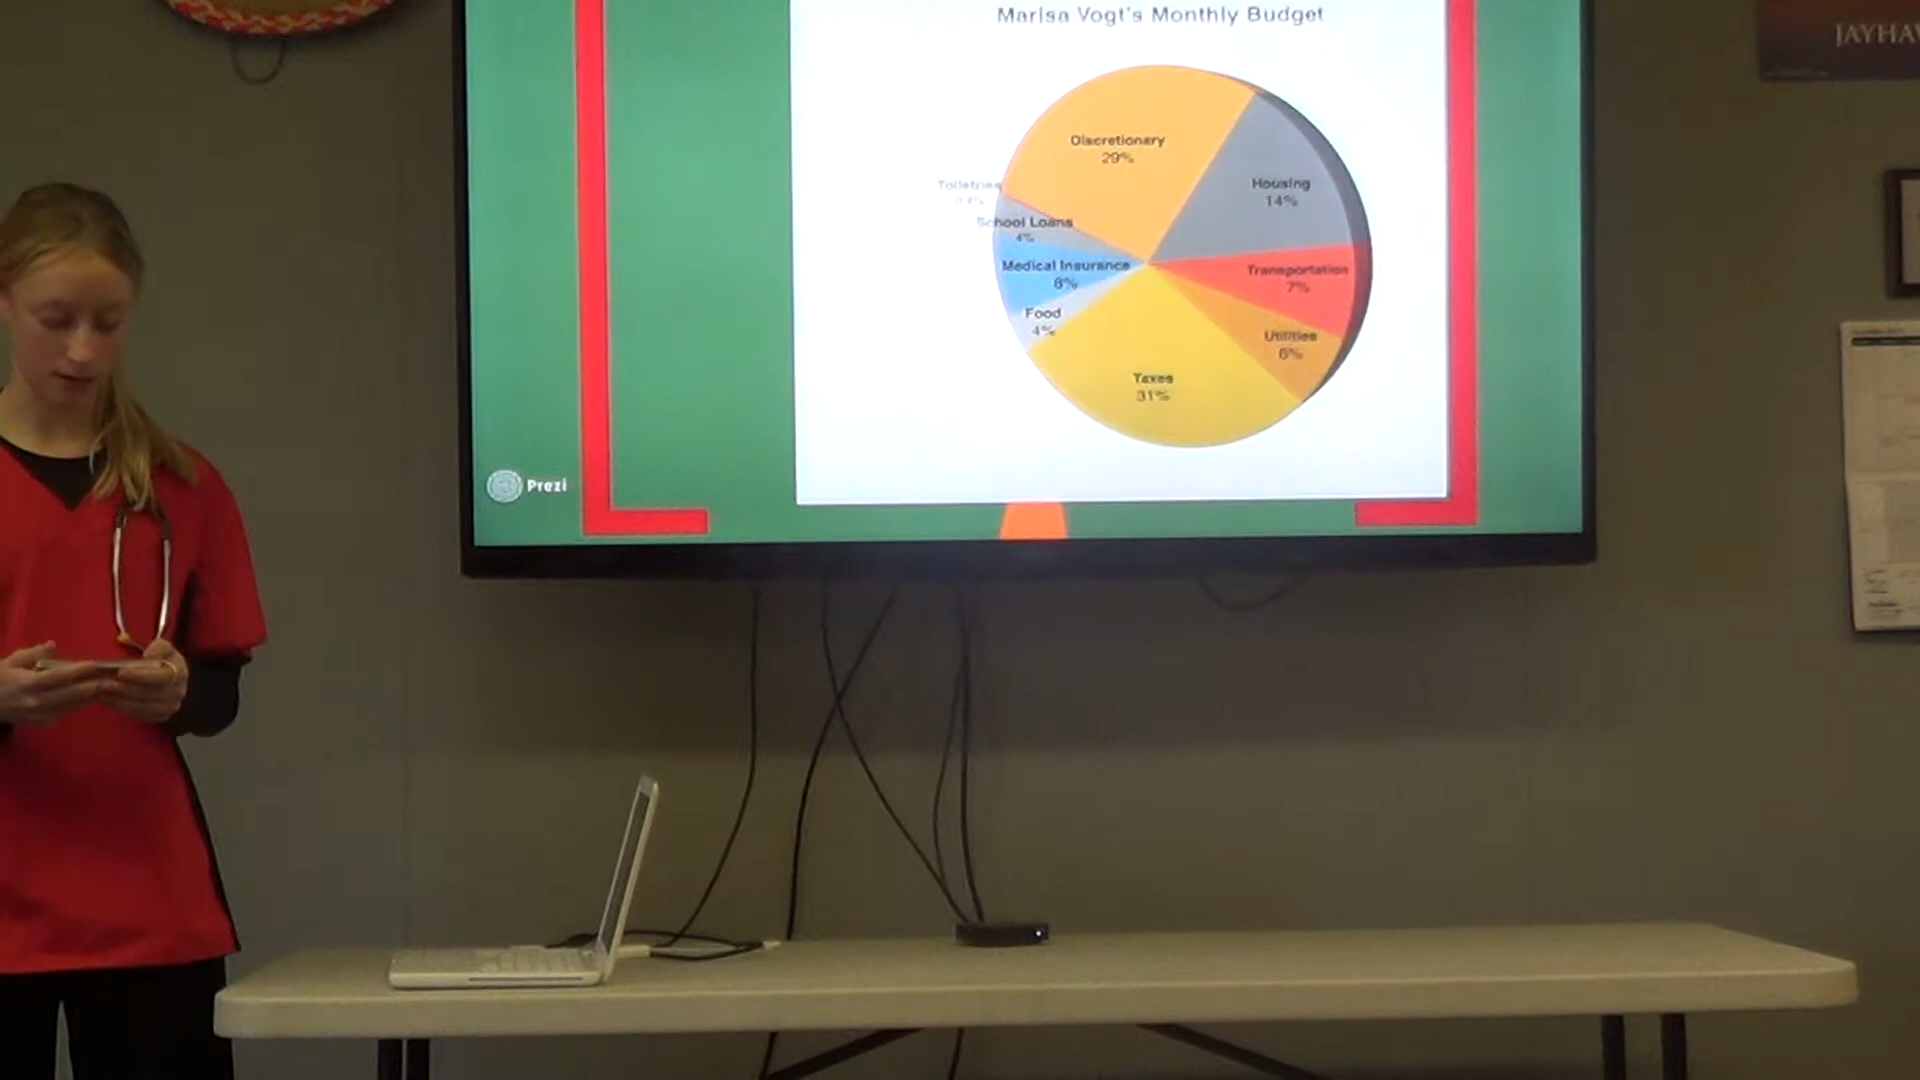 Marisa Vogt's Monthly Budget
JAYHA
Discretionary
29%
Housing
14%
Toiletries
School Loans
4%
Medical Insurance
8%
Transportation
7%
Food
4%
Utilities
6%
Taxes
31%
Prezi